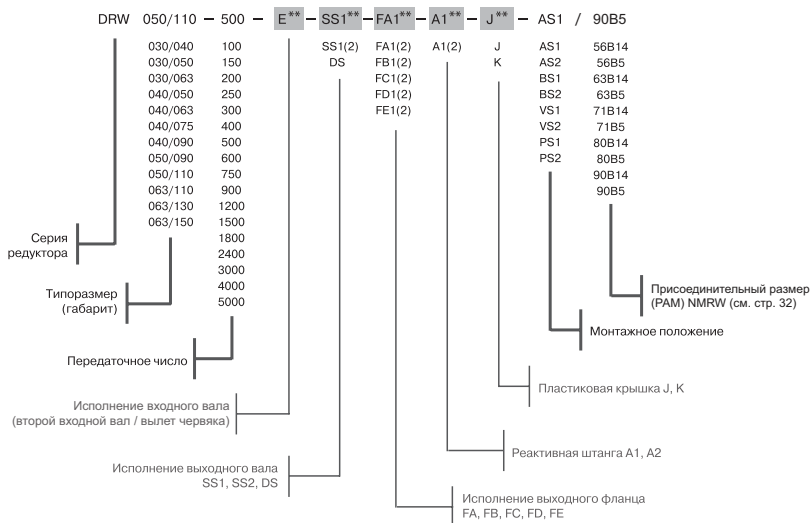 DRW 050/110 – 500 – E** – SS1** – FA1** – A1** – J** – AS1 / 90B5
030/040 100 SS1(2) FA1(2) A1(2) J AS1 56B14
030/050 150 DS FB1(2) K AS2 56B5
030/063 200 FC1(2) BS1 63B14
040/050 250 FD1(2) BS2 63B5
040/063 300 FE1(2) VS1 71B14
040/075 400 VS2 71B5
040/090 500 PS1 80B14
050/090 600 PS2 80B5
050/110 750 90B14
063/110 900 90B5
063/130 1200
063/150 1500
1800
2400
3000
4000
5000
Серия
редуктора
Типоразмер
(габарит)
Передаточное число
Исполнение входного вала
(второй входной вал / вылет червяка)
Исполнение выходного вала
SS1, SS2, DS
Присоединительный размер
(PAM) NMRW (см. стр. 32)
Монтажное положение
Пластиковая крышка J, K
Реактивная штанга A1, A2
Исполнение выходного фланца
FA, FB, FC, FD, FE